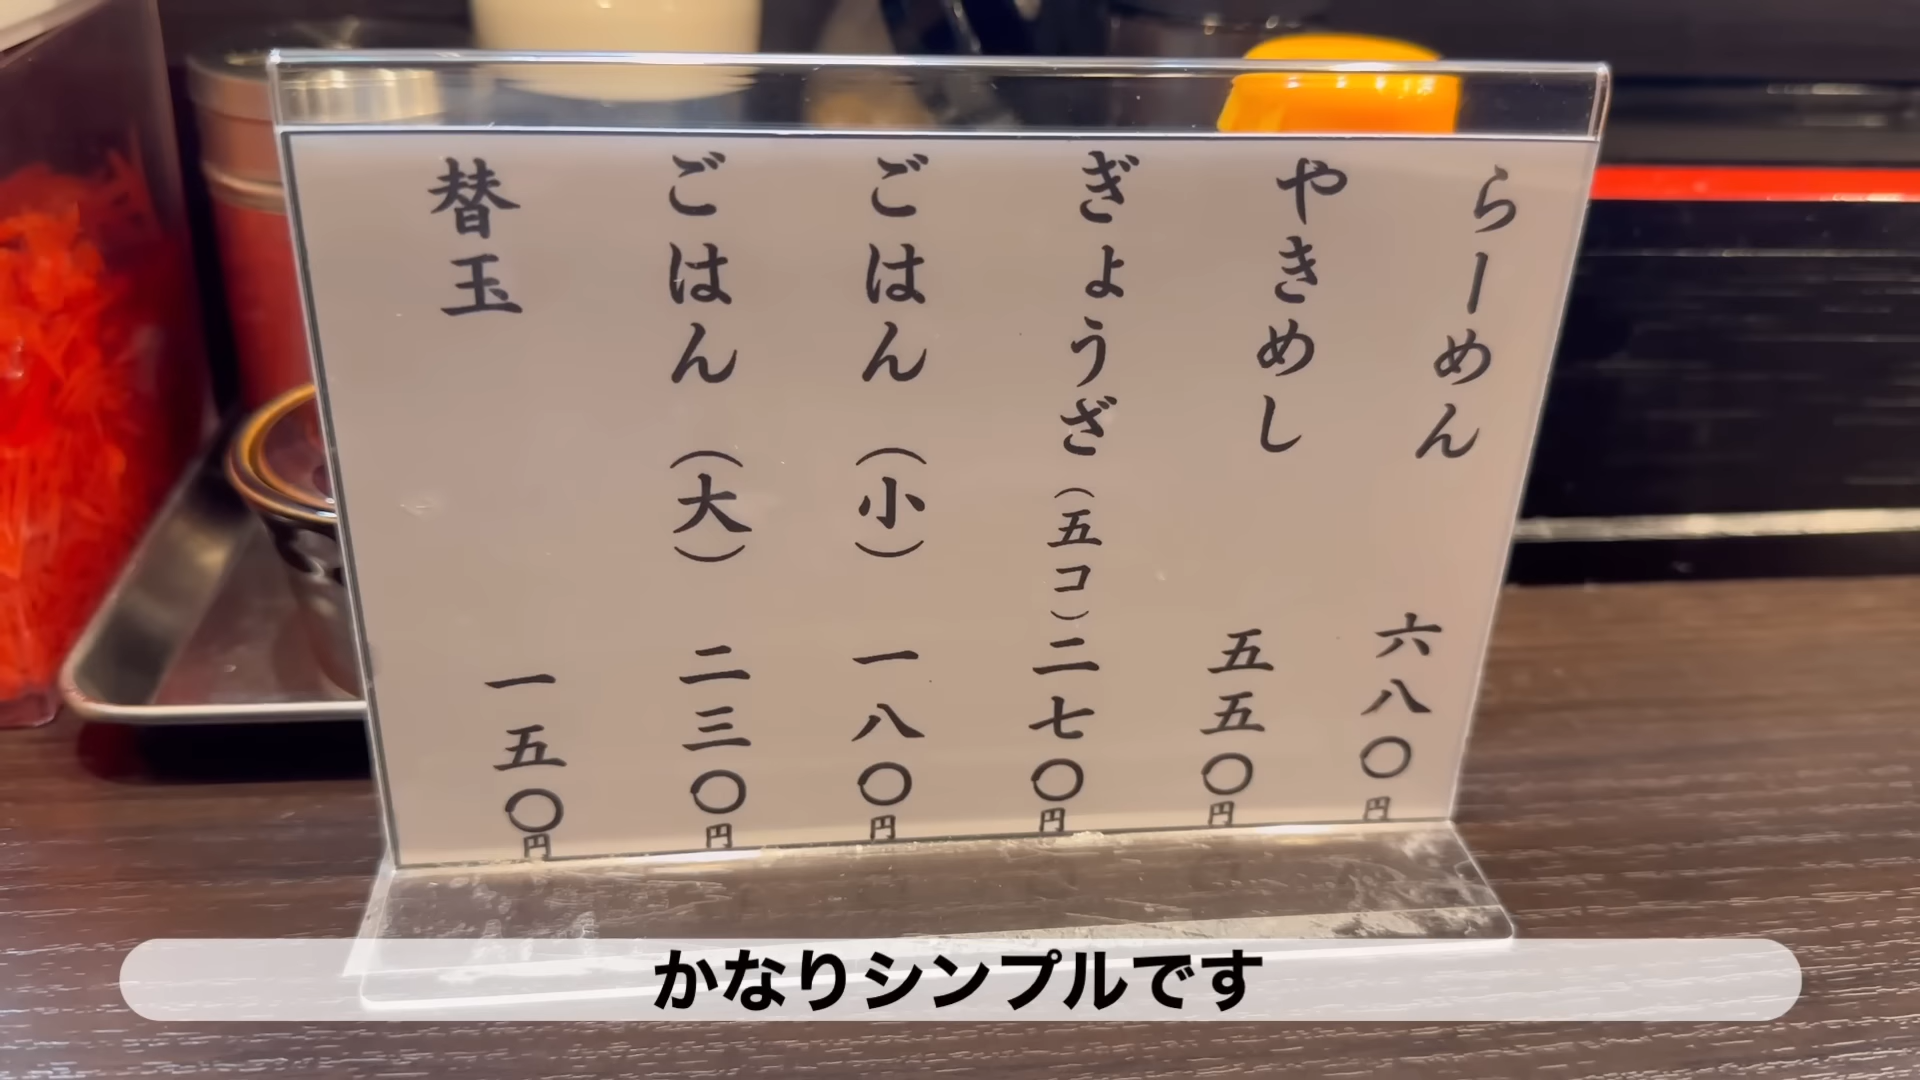 らーめん 六八〇円
やきめし 五五〇円
ぎょうざ（五コ）二七〇円
ごはん（小） 一八〇円
ごはん（大） 二三〇円
替玉 一五〇円
かなりシンプルです